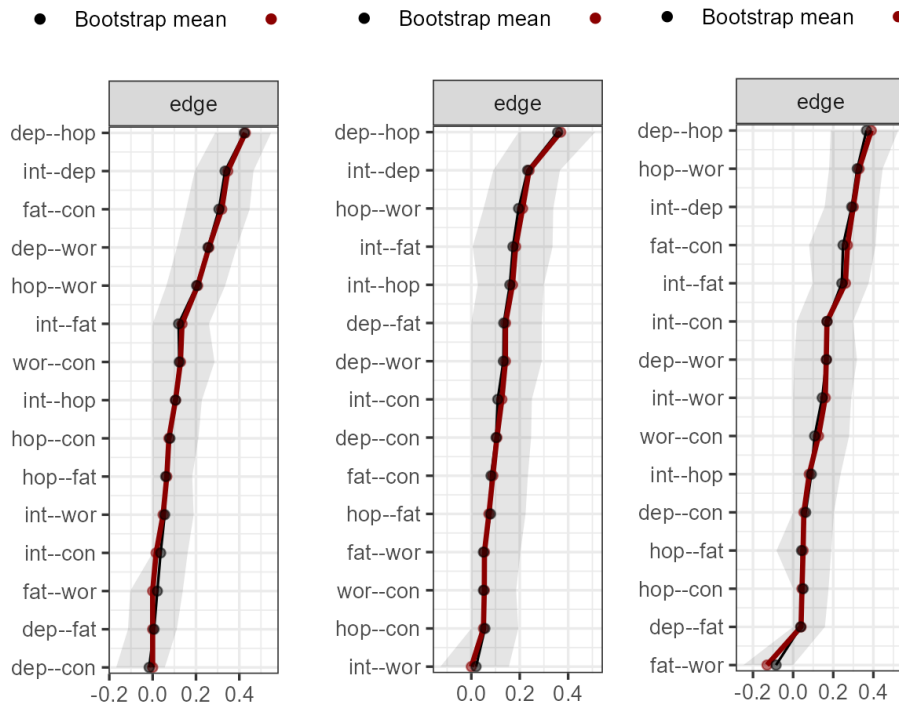 Bootstrap mean
Bootstrap mean
Bootstrap mean
edge
dep--hop
int--dep
fat--con
dep--wor
hop--wor
int--fat
wor--con
int--hop
hop--con
hop--fat
int--wor
int--con
fat--wor
dep--fat
dep--con
-0.2 0.0 0.2 0.4
edge
dep--hop
int--dep
hop--wor
int--fat
int--hop
dep--fat
dep--wor
int--con
dep--con
fat--con
hop--fat
fat--wor
wor--con
hop--con
int--wor
0.0 0.2 0.4
edge
dep--hop
hop--wor
int--dep
fat--con
int--fat
int--con
dep--wor
int--wor
wor--con
int--hop
dep--con
hop--fat
hop--con
dep--fat
fat--wor
-0.2 0.0 0.2 0.4